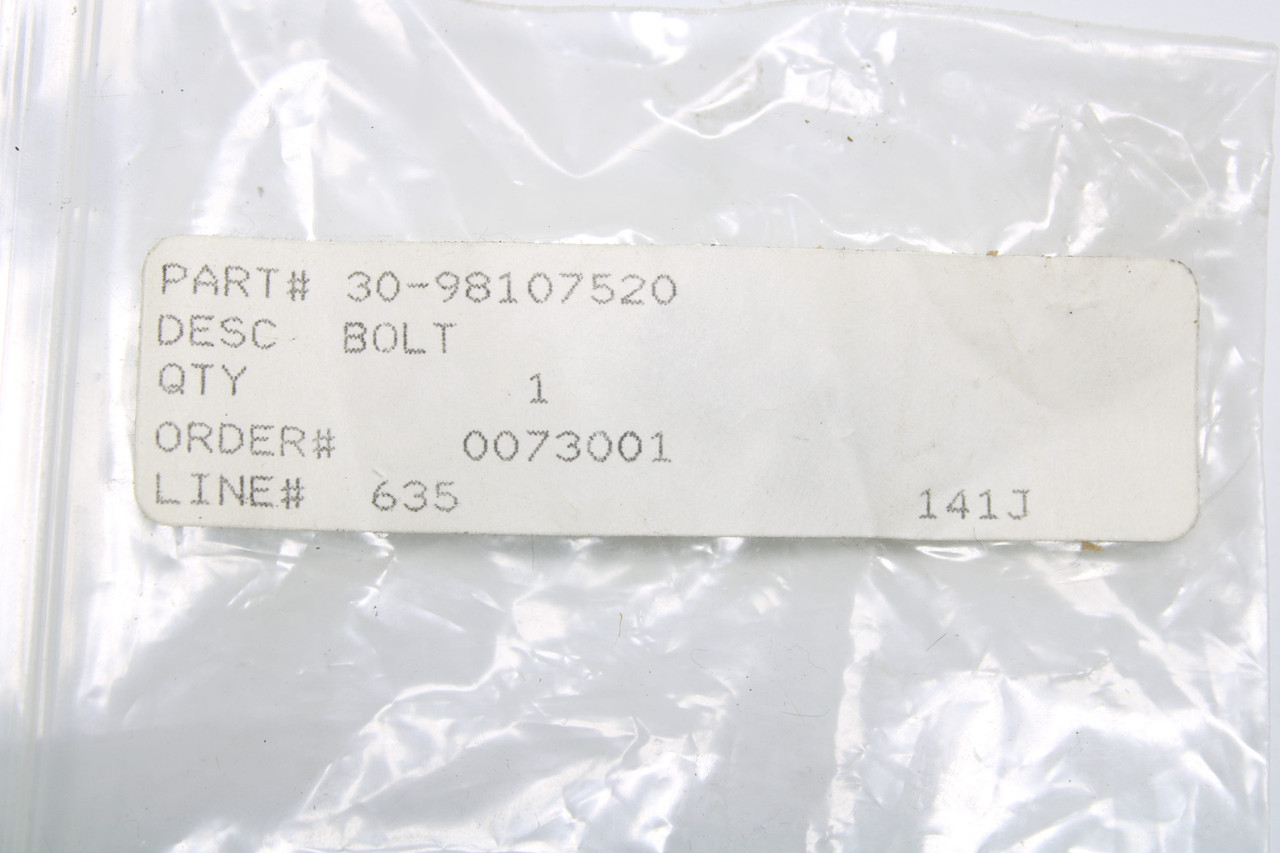 PART# 30-98107520
DESC BOLT
QTY 1
ORDER# 0073001
LINE# 635 141J